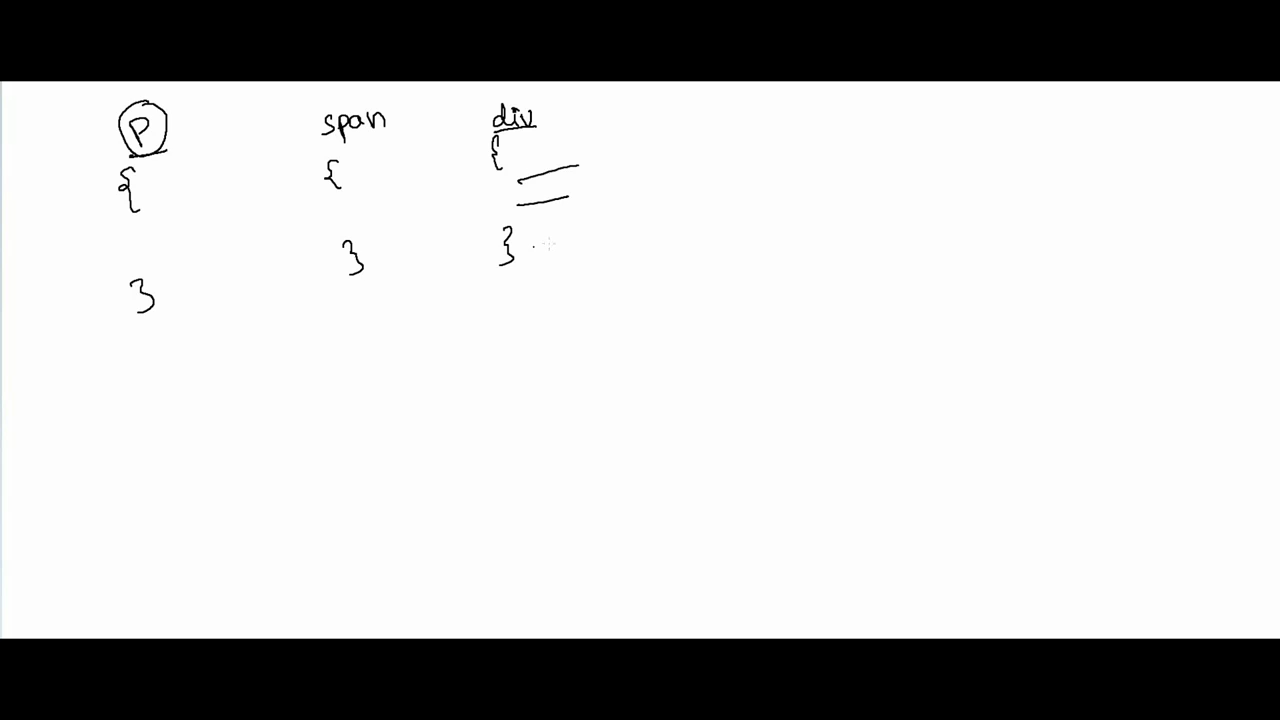 P span div
{ { {
} } }